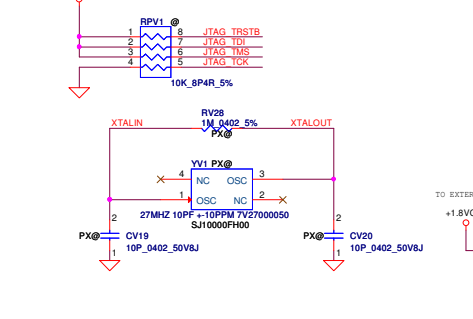 RPV1 @
1 8 JTAG_TRSTB
2 7 JTAG_TDI
3 6 JTAG_TMS
4 5 JTAG_TCK
10K_8P4R_5%
RV28
XTALIN 1M_0402_5% XTALOUT
PX@
YV1 PX@
4 NC OSC 3
1 OSC NC 2
27MHZ 10PF +-10PPM 7V27000050
SJ10000FH00
TO EXTER
+1.8V
2 2
PX@ CV19 PX@ CV20
10P_0402_50V8J 10P_0402_50V8J
1 1